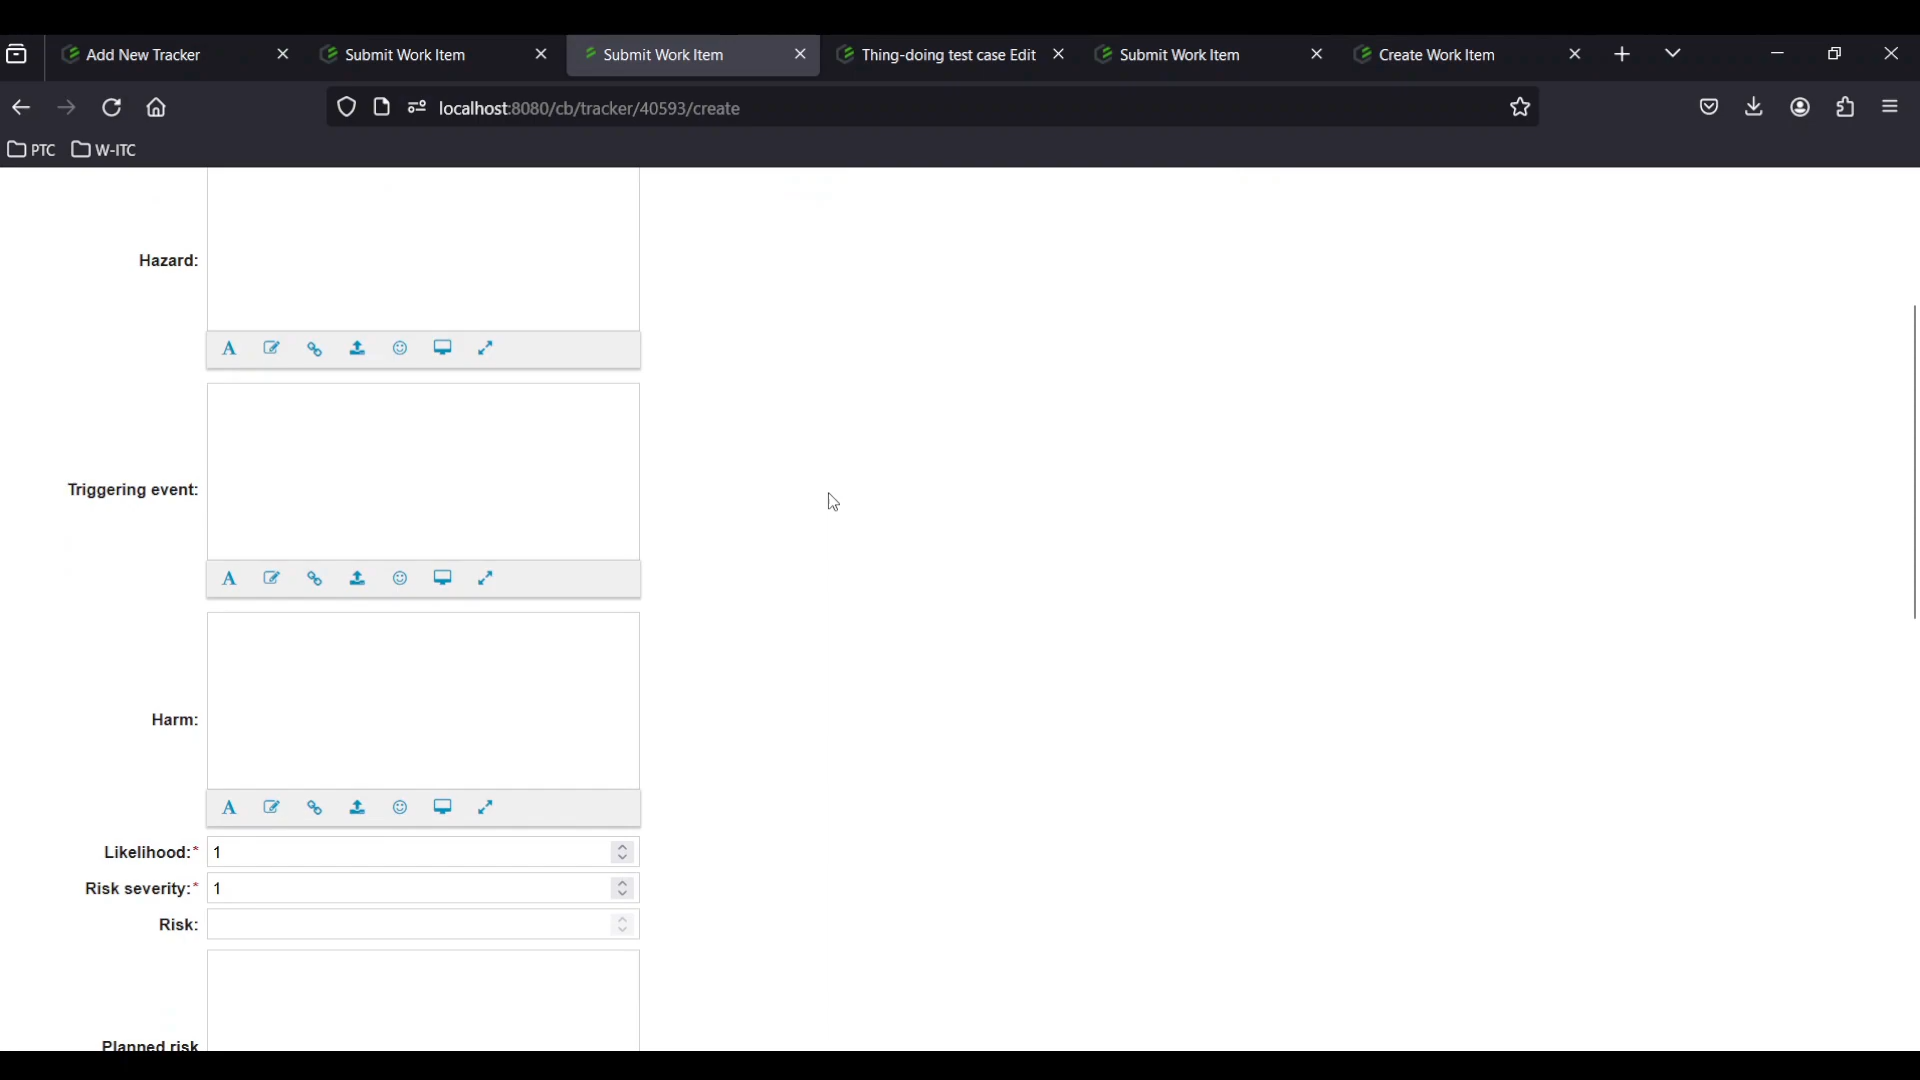 Add New Tracker
Submit Work Item
Submit Work Item
Thing-doing test case Edit
Submit Work Item
Create Work Item
localhost:8080/cb/tracker/40593/create
PTC
W-ITC
Hazard:
A
Triggering event:
A
Harm:
A
Likelihood:* 1
Risk severity:* 1
Risk:
Planned risk